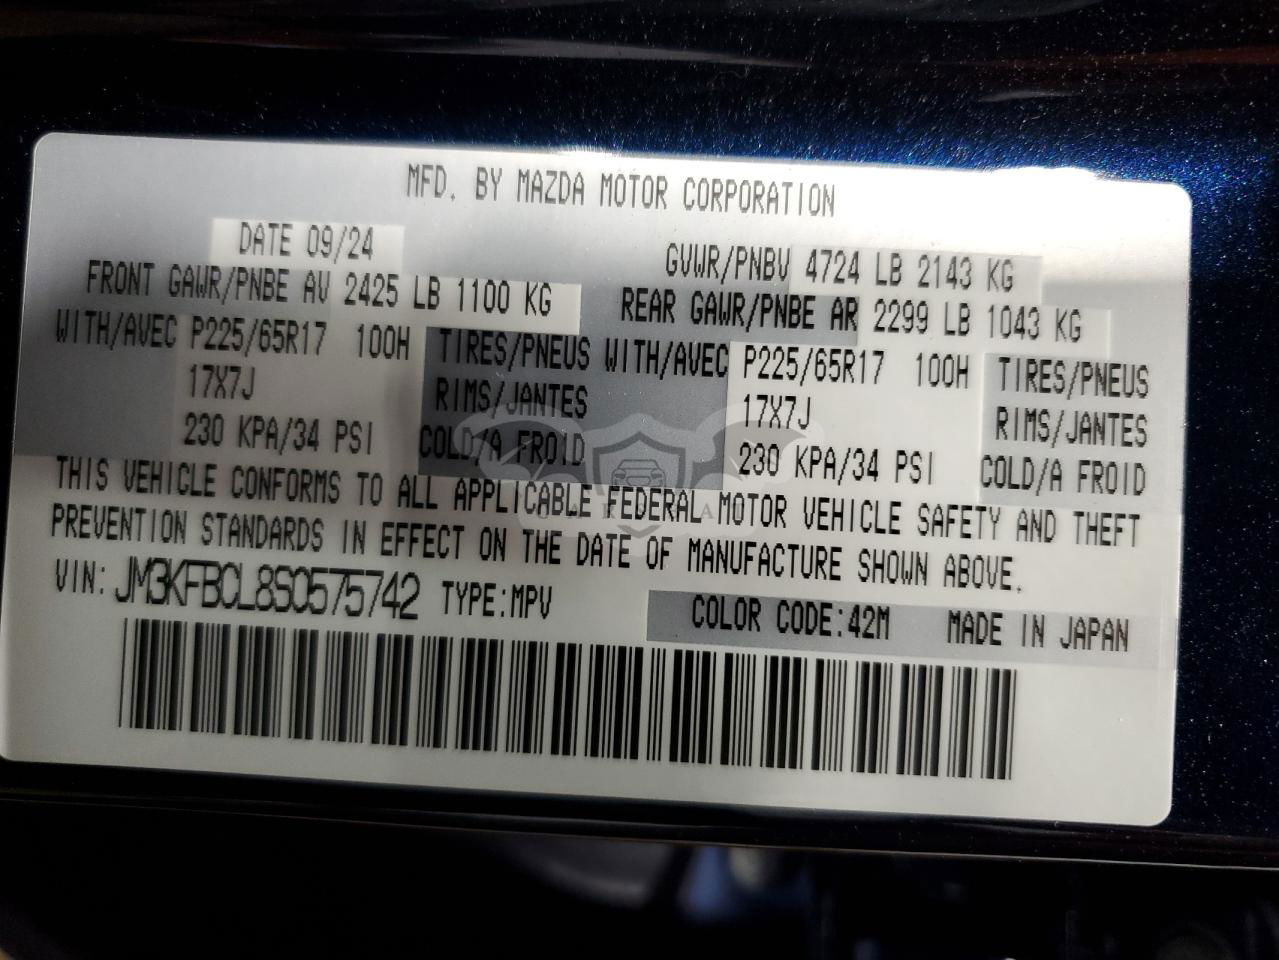 MFD. BY MAZDA MOTOR CORPORATION
DATE 09/24 GVWR/PNBV 4724 LB 2143 KG
FRONT GAWR/PNBE AV 2425 LB 1100 KG REAR GAWR/PNBE AR 2299 LB 1043 KG
WITH/AVEC P225/65R17 100H TIRES/PNEUS WITH/AVEC P225/65R17 100H TIRES/PNEUS
17X7J RIMS/JANTES 17X7J RIMS/JANTES
230 KPA/34 PSI COLD/A FROID 230 KPA/34 PSI COLD/A FROID
THIS VEHICLE CONFORMS TO ALL APPLICABLE FEDERAL MOTOR VEHICLE SAFETY AND THEFT
PREVENTION STANDARDS IN EFFECT ON THE DATE OF MANUFACTURE SHOWN ABOVE.
VIN: JM3KFBCL8S0575742 TYPE:MPV COLOR CODE:42M MADE IN JAPAN